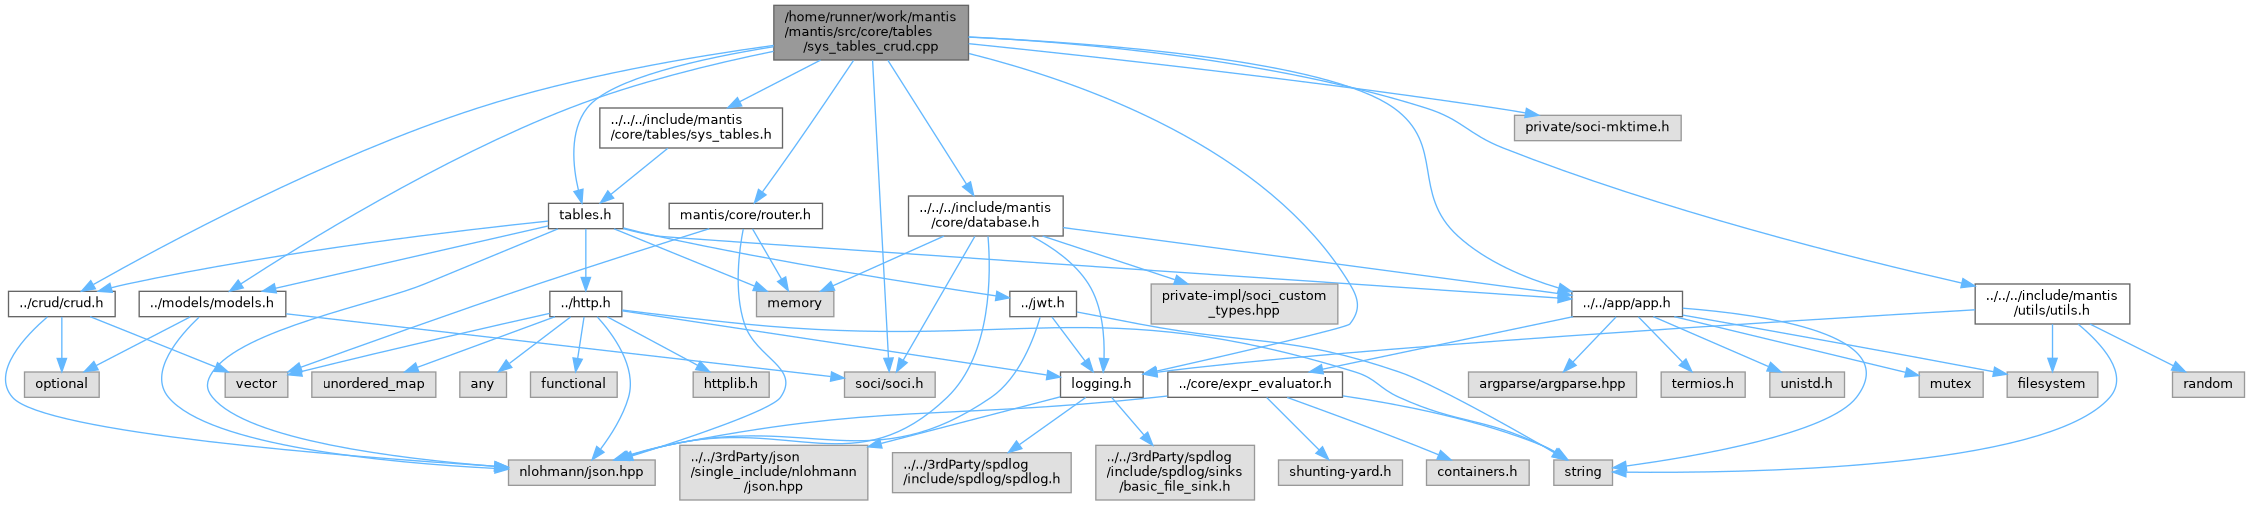 /home/runner/work/mantis
/mantis/src/core/tables
/sys_tables_crud.cpp
../../../include/mantis
/core/tables/sys_tables.h
private/soci-mktime.h
tables.h
mantis/core/router.h
../../../include/mantis
/core/database.h
../crud/crud.h
../models/models.h
../http.h
memory
../jwt.h
private-impl/soci_custom
_types.hpp
../../app/app.h
../../../include/mantis
/utils/utils.h
optional
vector
unordered_map
any
functional
httplib.h
soci/soci.h
logging.h
../core/expr_evaluator.h
argparse/argparse.hpp
termios.h
unistd.h
mutex
filesystem
random
nlohmann/json.hpp
../../3rdParty/json
/single_include/nlohmann
/json.hpp
../../3rdParty/spdlog
/include/spdlog/spdlog.h
../../3rdParty/spdlog
/include/spdlog/sinks
/basic_file_sink.h
shunting-yard.h
containers.h
string